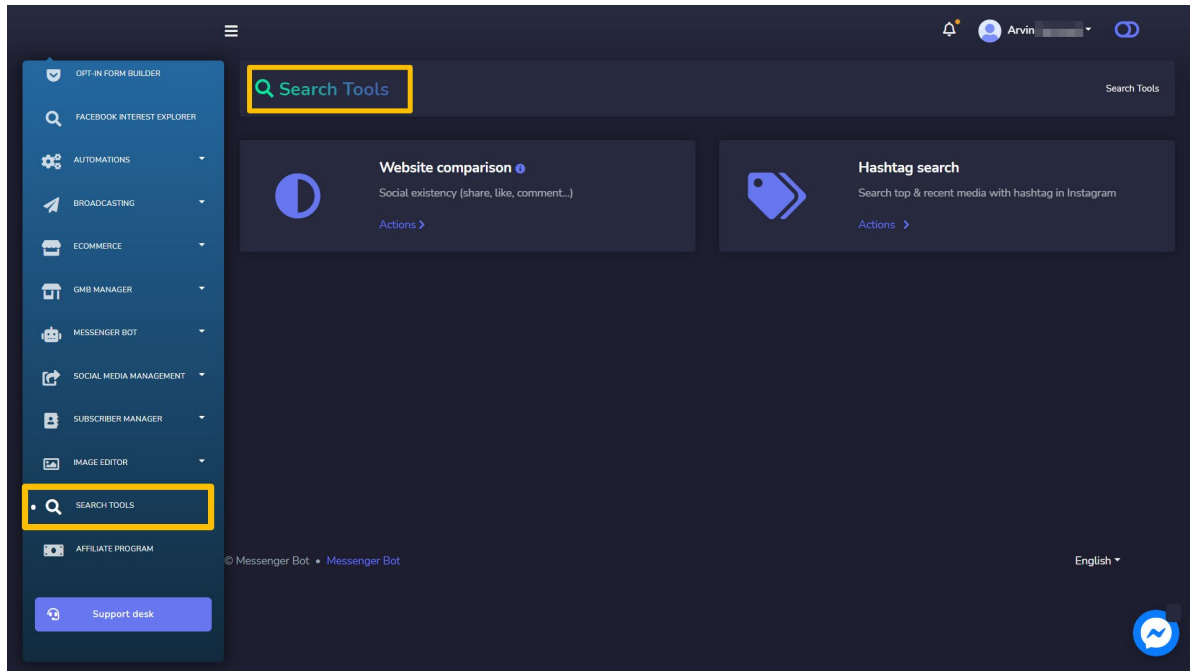 Arvin
OPT-IN FORM BUILDER
FACEBOOK INTEREST EXPLORER
AUTOMATIONS
BROADCASTING
ECOMMERCE
GMB MANAGER
MESSENGER BOT
SOCIAL MEDIA MANAGEMENT
SUBSCRIBER MANAGER
IMAGE EDITOR
SEARCH TOOLS
AFFILIATE PROGRAM
Support desk
Search Tools
Search Tools
Website comparison
Social existency (share, like, comment...)
Actions >
Hashtag search
Search top & recent media with hashtag in Instagram
Actions >
© Messenger Bot • Messenger Bot
English